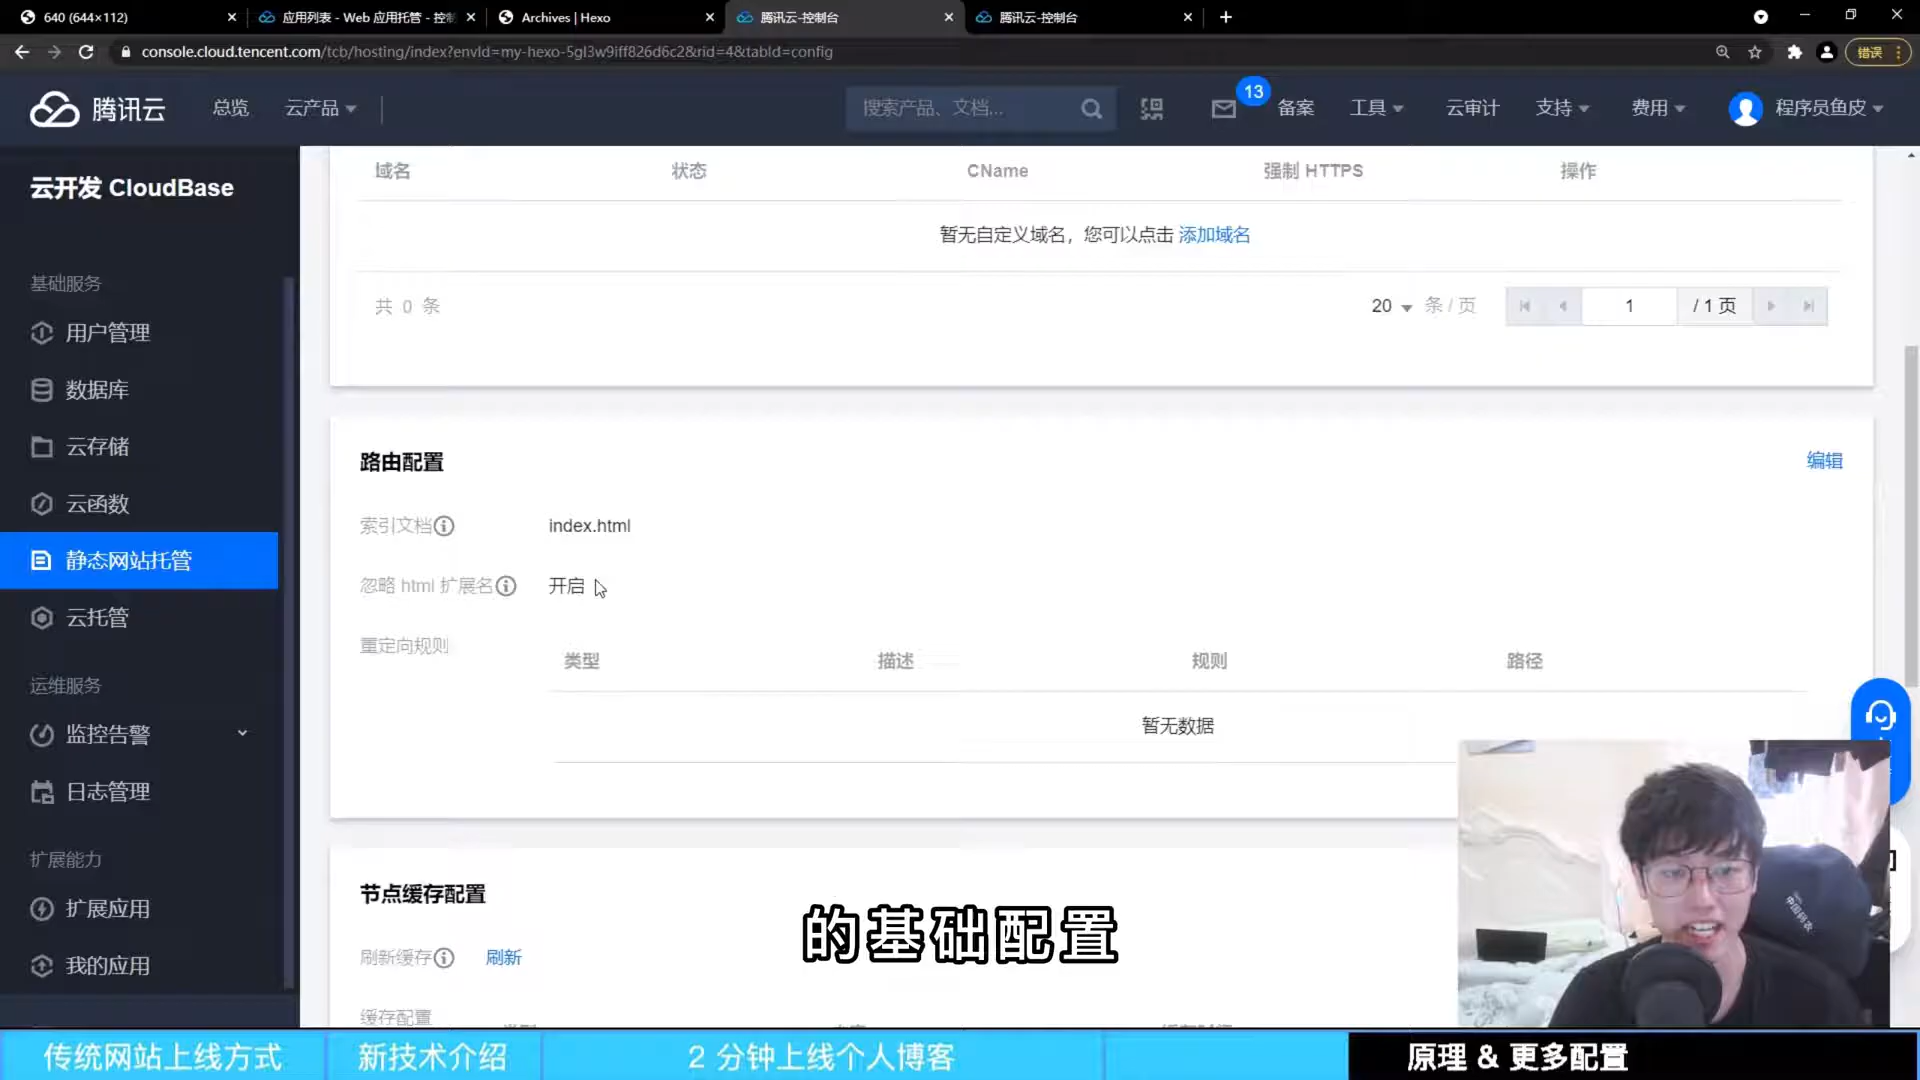 640 (644×112)
应用列表 - Web 应用托管 - 控制
Archives | Hexo
腾讯云-控制台
腾讯云-控制台
console.cloud.tencent.com/tcb/hosting/index?envId=my-hexo-5gl3w9iff826d6c2&rid=4&tabId=config
错误
腾讯云
总览
云产品
搜索产品、文档...
13
备案
工具
云审计
支持
费用
程序员鱼皮
云开发 CloudBase
基础服务
用户管理
数据库
云存储
云函数
静态网站托管
云托管
运维服务
监控告警
日志管理
扩展能力
扩展应用
我的应用
域名 状态 CName 强制 HTTPS 操作
暂无自定义域名，您可以点击 添加域名
共 0 条
20 条 / 页 1 / 1 页
路由配置
编辑
索引文档 index.html
忽略 html 扩展名 开启
重定向规则
类型 描述 规则 路径
暂无数据
节点缓存配置
刷新缓存 刷新
缓存配置
的基础配置
传统网站上线方式
新技术介绍
2 分钟上线个人博客
原理 & 更多配置